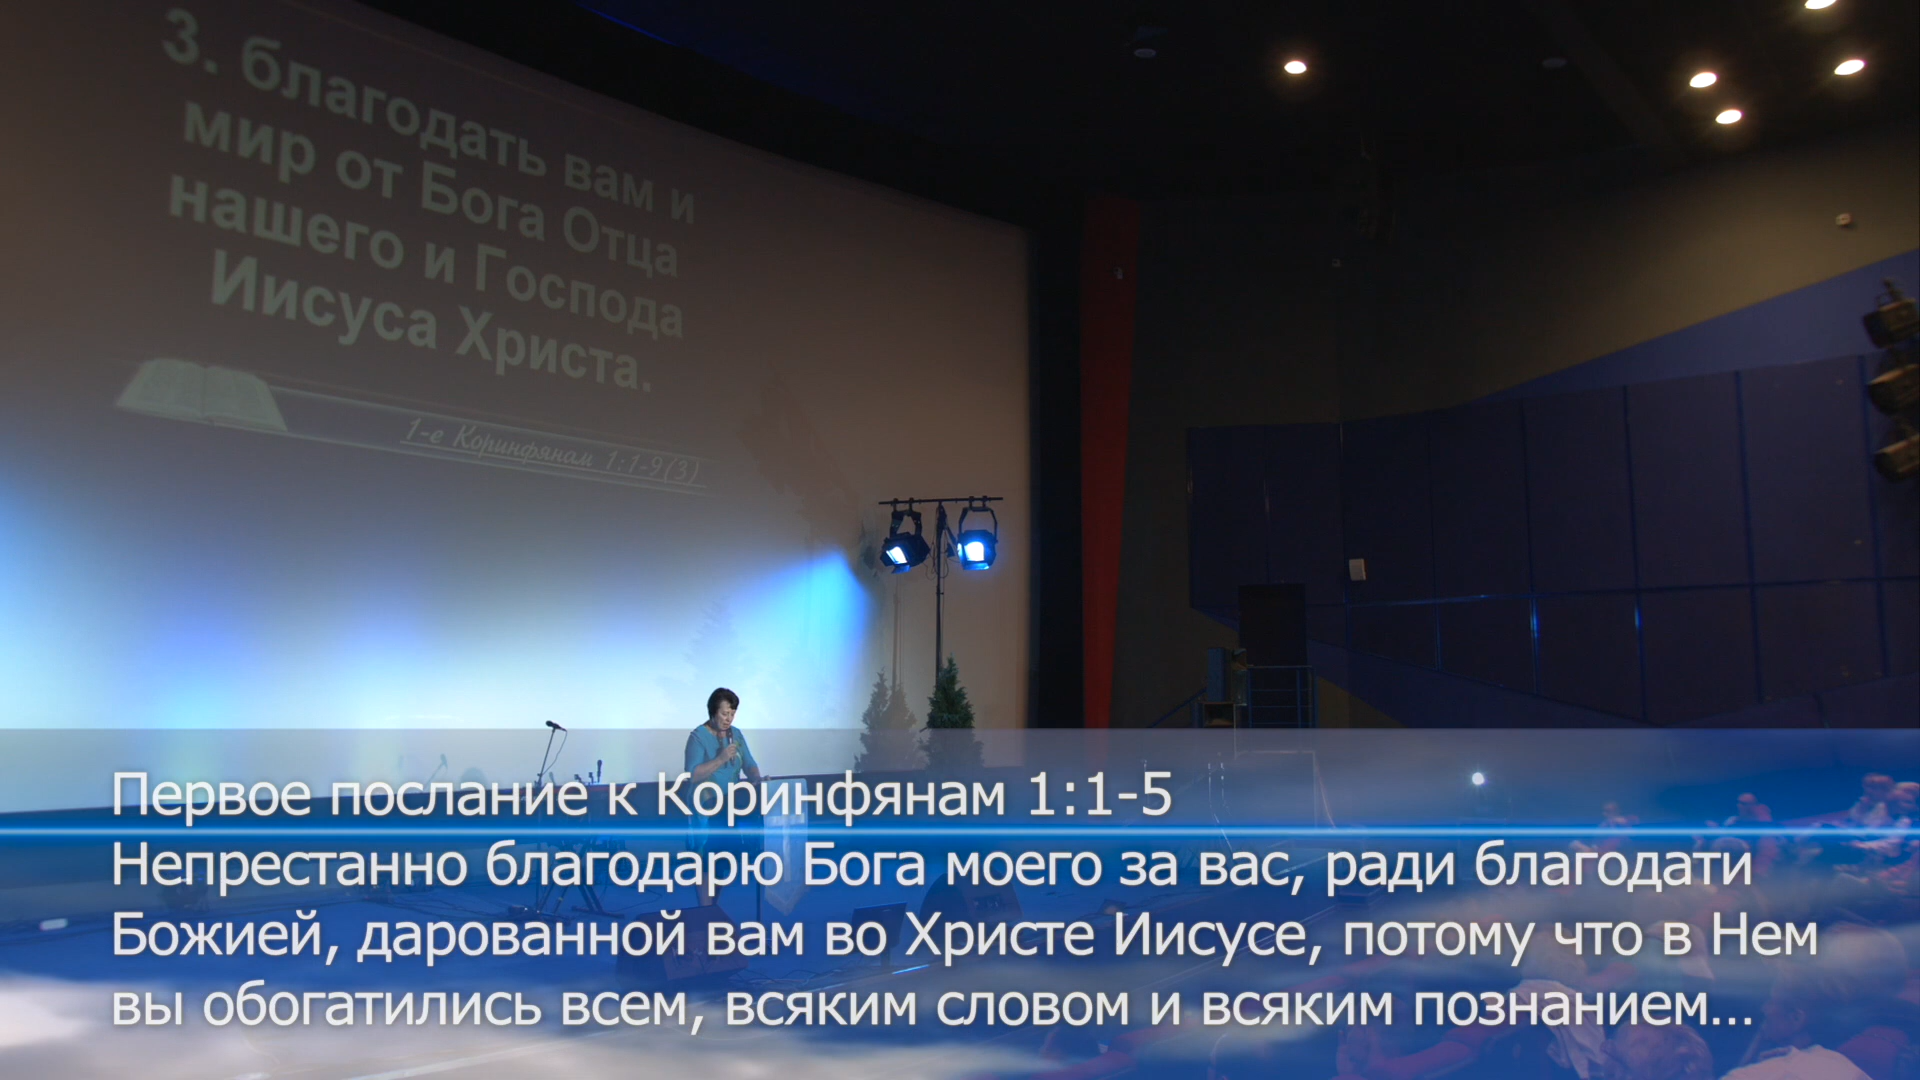 3. благодать вам и
мир от Бога Отца
нашего и Господа
Иисуса Христа.
1-е Коринфянам 1:1-9(3)
Первое послание к Коринфянам 1:1-5
Непрестанно благодарю Бога моего за вас, ради благодати
Божией, дарованной вам во Христе Иисусе, потому что в Нем
вы обогатились всем, всяким словом и всяким познанием...